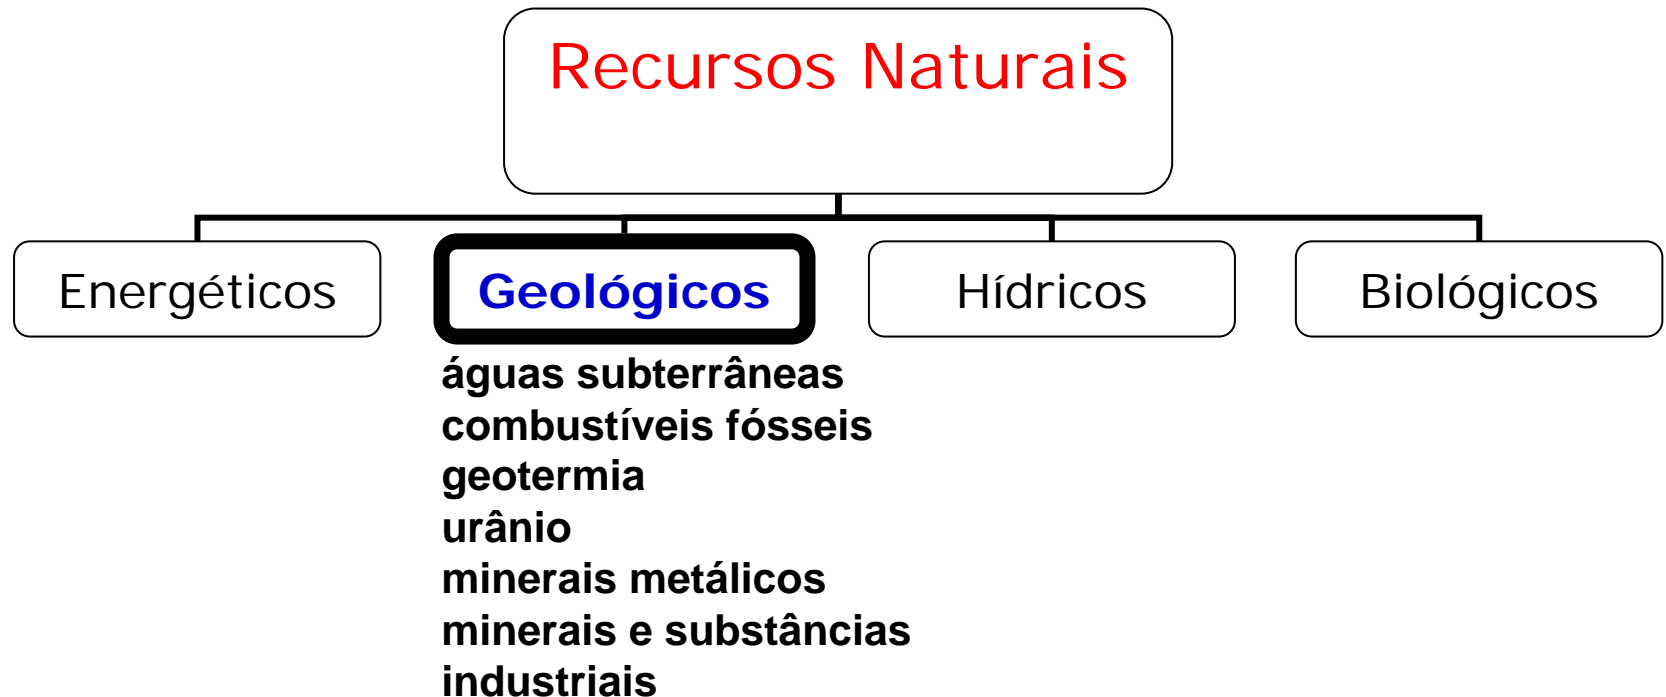 Recursos Naturais
Energéticos
Geológicos
Hídricos
Biológicos
águas subterrâneas
combustíveis fósseis
geotermia
urânio
minerais metálicos
minerais e substâncias
industriais